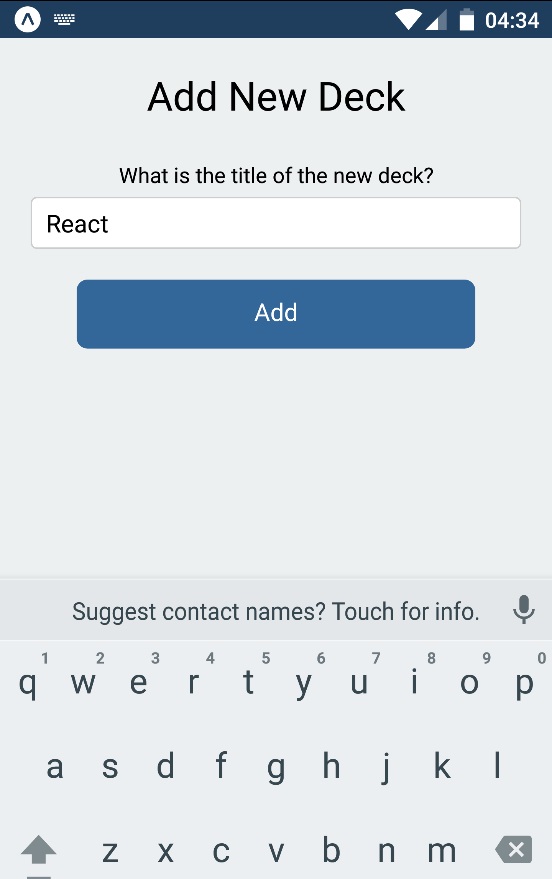 04:34
Add New Deck
What is the title of the new deck?
React
Add
Suggest contact names? Touch for info.
1 2 3 4 5 6 7 8 9 0
q w e r t y u i o p
a s d f g h j k l
z x c v b n m